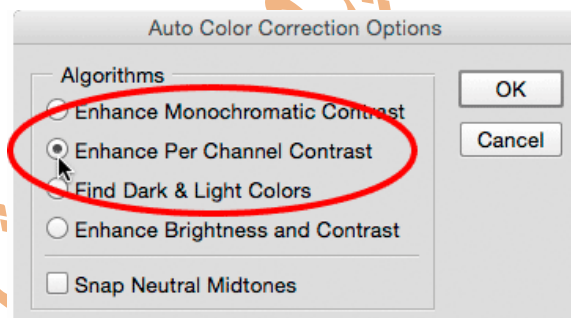 Auto Color Correction Options
Algorithms
Enhance Monochromatic Contrast
Enhance Per Channel Contrast
Find Dark & Light Colors
Enhance Brightness and Contrast
Snap Neutral Midtones
OK
Cancel